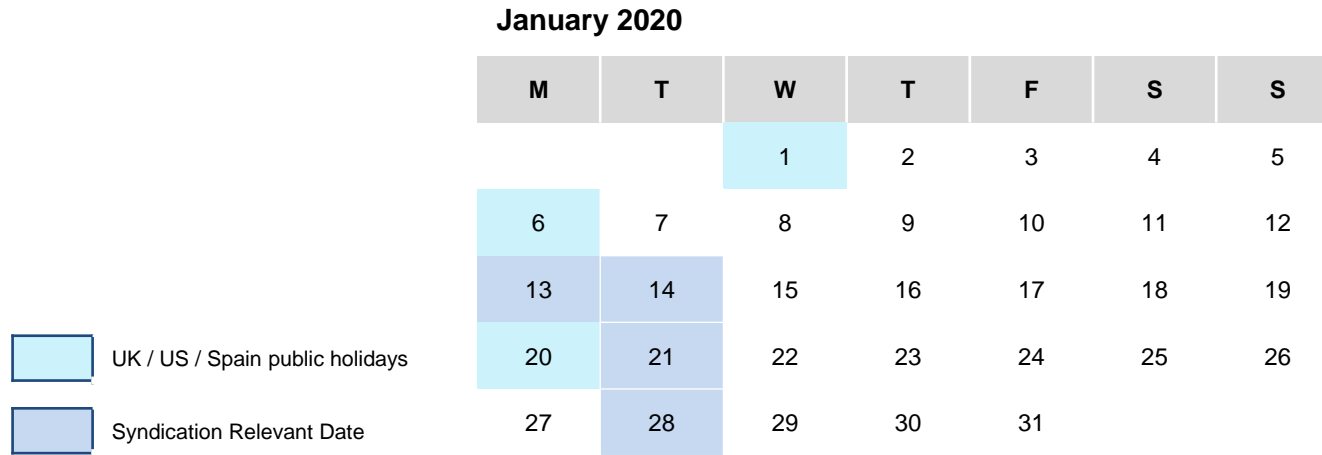 January 2020
M T W T F S S
1 2 3 4 5
6 7 8 9 10 11 12
13 14 15 16 17 18 19
UK / US / Spain public holidays 20 21 22 23 24 25 26
Syndication Relevant Date 27 28 29 30 31